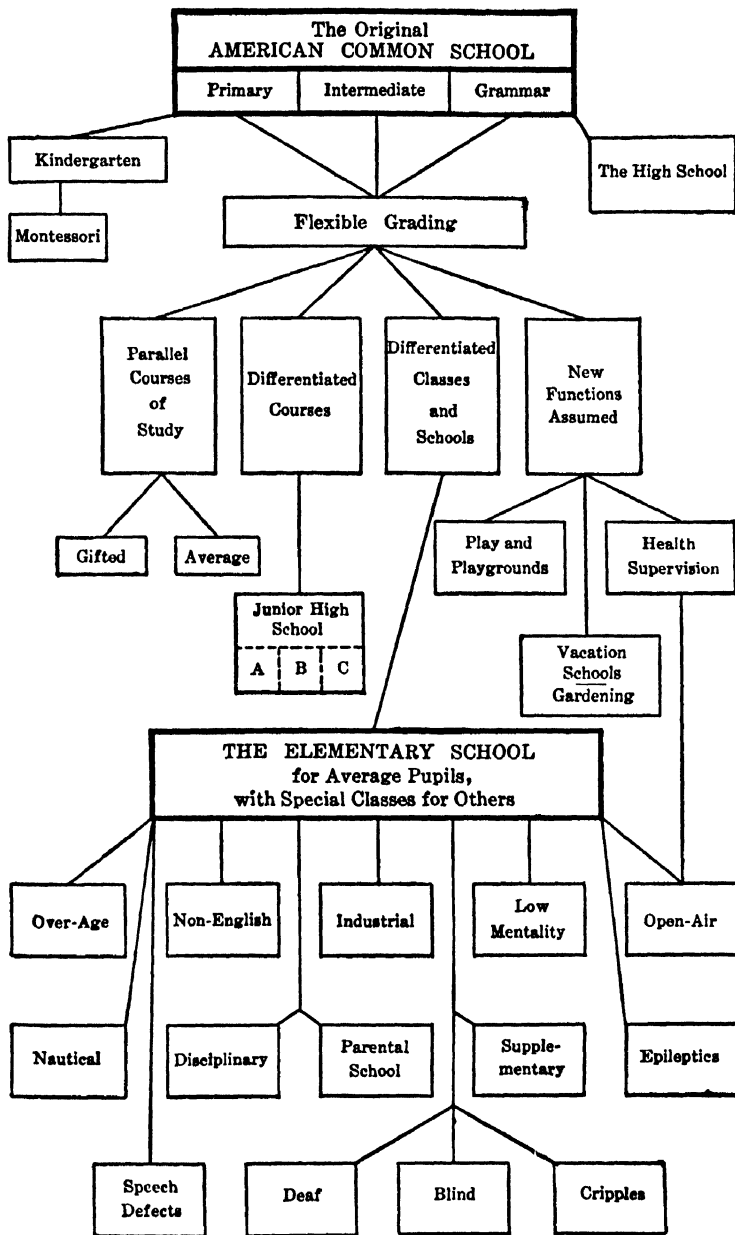 The Original
AMERICAN COMMON SCHOOL
Primary
Intermediate
Grammar
Kindergarten
The High School
Montessori
Flexible Grading
Parallel
Courses
of
Study
Differentiated
Courses
Differentiated
Classes
and
Schools
New
Functions
Assumed
Gifted
Average
Play and
Playgrounds
Health
Supervision
Junior High
School
A
B
C
Vacation
Schools
Gardening
THE ELEMENTARY SCHOOL
for Average Pupils,
with Special Classes for Others
Over-Age
Non-English
Industrial
Low
Mentality
Open-Air
Nautical
Disciplinary
Parental
School
Supple-
mentary
Epileptics
Speech
Defects
Deaf
Blind
Cripples